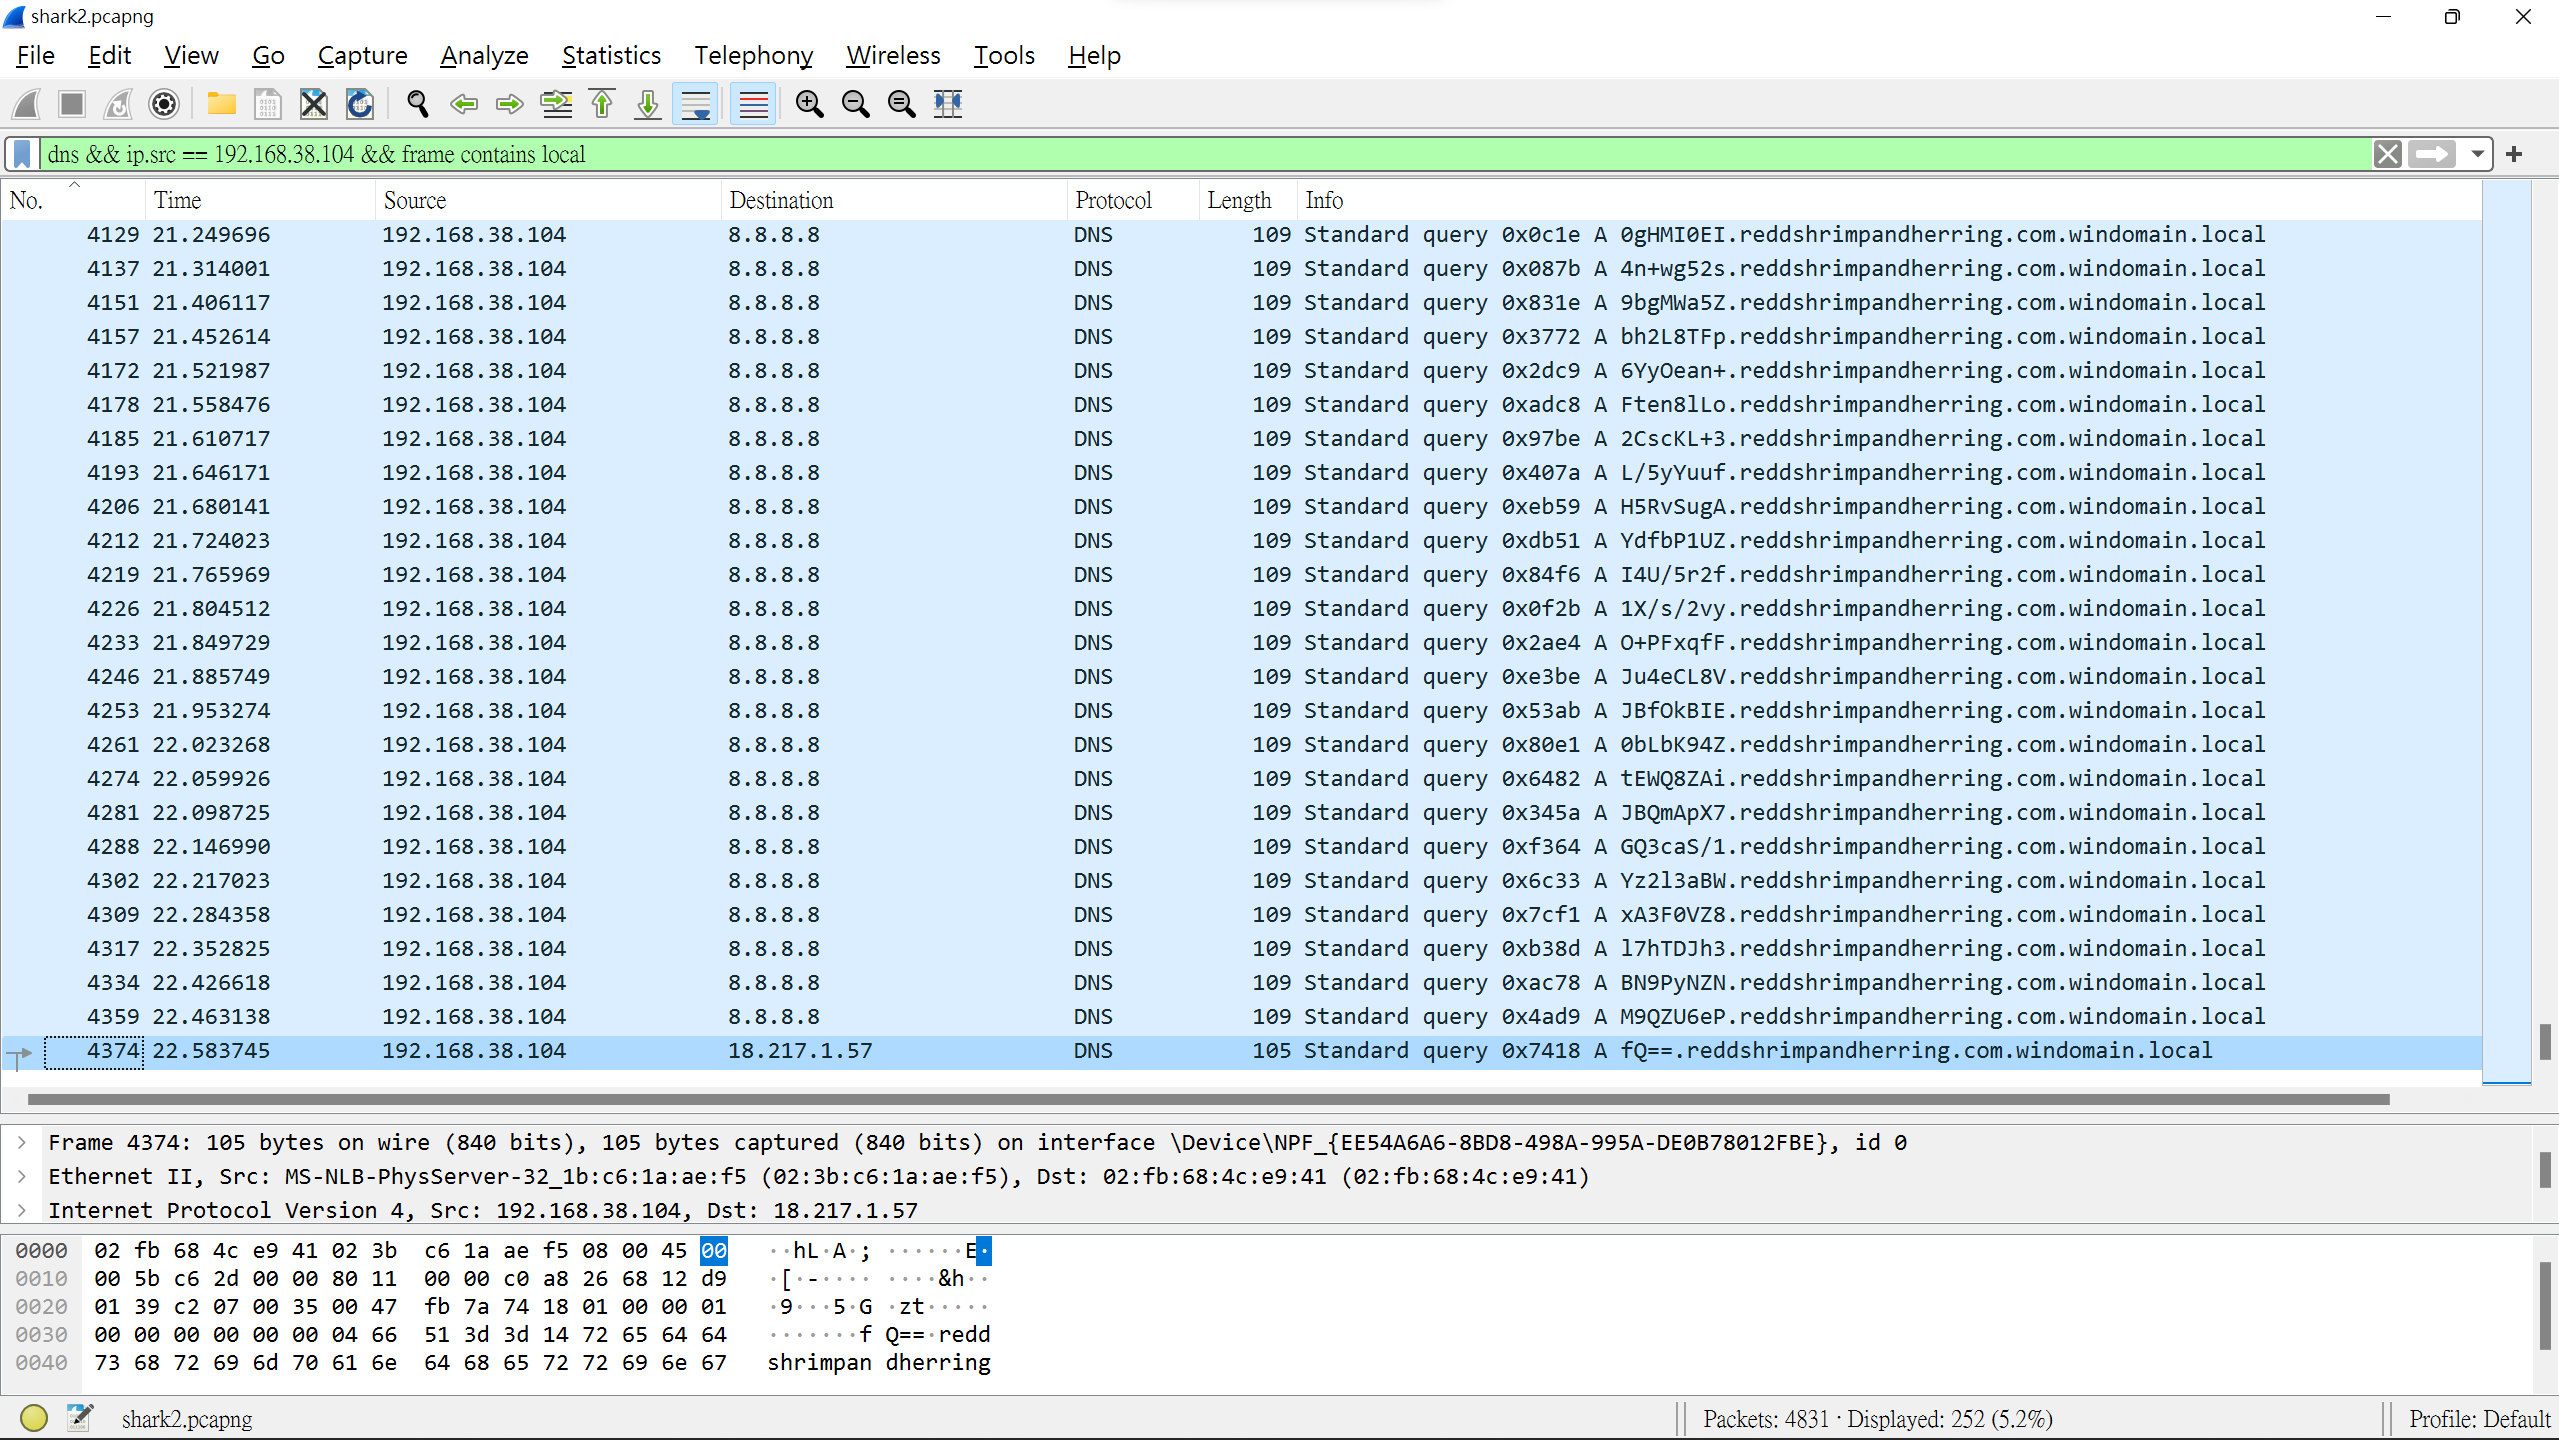 shark2.pcapng
File Edit View Go Capture Analyze Statistics Telephony Wireless Tools Help
dns && ip.src == 192.168.38.104 && frame contains local
No. Time Source Destination Protocol Length Info
4129 21.249696 192.168.38.104 8.8.8.8 DNS 109 Standard query 0x0c1e A 0gHMI0EI.reddshrimpandherring.com.windomain.local
4137 21.314001 192.168.38.104 8.8.8.8 DNS 109 Standard query 0x087b A 4n+wg52s.reddshrimpandherring.com.windomain.local
4151 21.406117 192.168.38.104 8.8.8.8 DNS 109 Standard query 0x831e A 9bgMWa5Z.reddshrimpandherring.com.windomain.local
4157 21.452614 192.168.38.104 8.8.8.8 DNS 109 Standard query 0x3772 A bh2L8TFp.reddshrimpandherring.com.windomain.local
4172 21.521987 192.168.38.104 8.8.8.8 DNS 109 Standard query 0x2dc9 A 6YyOean+.reddshrimpandherring.com.windomain.local
4178 21.558476 192.168.38.104 8.8.8.8 DNS 109 Standard query 0xadc8 A Ften8lLo.reddshrimpandherring.com.windomain.local
4185 21.610717 192.168.38.104 8.8.8.8 DNS 109 Standard query 0x97be A 2CscKL+3.reddshrimpandherring.com.windomain.local
4193 21.646171 192.168.38.104 8.8.8.8 DNS 109 Standard query 0x407a A L/5yYuuf.reddshrimpandherring.com.windomain.local
4206 21.680141 192.168.38.104 8.8.8.8 DNS 109 Standard query 0xeb59 A H5RvSugA.reddshrimpandherring.com.windomain.local
4212 21.724023 192.168.38.104 8.8.8.8 DNS 109 Standard query 0xdb51 A YdfbP1UZ.reddshrimpandherring.com.windomain.local
4219 21.765969 192.168.38.104 8.8.8.8 DNS 109 Standard query 0x84f6 A I4U/5r2f.reddshrimpandherring.com.windomain.local
4226 21.804512 192.168.38.104 8.8.8.8 DNS 109 Standard query 0x0f2b A 1X/s/2vy.reddshrimpandherring.com.windomain.local
4233 21.849729 192.168.38.104 8.8.8.8 DNS 109 Standard query 0x2ae4 A O+PFxqfF.reddshrimpandherring.com.windomain.local
4246 21.885749 192.168.38.104 8.8.8.8 DNS 109 Standard query 0xe3be A Ju4eCL8V.reddshrimpandherring.com.windomain.local
4253 21.953274 192.168.38.104 8.8.8.8 DNS 109 Standard query 0x53ab A JBfOkBIE.reddshrimpandherring.com.windomain.local
4261 22.023268 192.168.38.104 8.8.8.8 DNS 109 Standard query 0x80e1 A 0bLbK94Z.reddshrimpandherring.com.windomain.local
4274 22.059926 192.168.38.104 8.8.8.8 DNS 109 Standard query 0x6482 A tEWQ8ZAi.reddshrimpandherring.com.windomain.local
4281 22.098725 192.168.38.104 8.8.8.8 DNS 109 Standard query 0x345a A JBQmApX7.reddshrimpandherring.com.windomain.local
4288 22.146990 192.168.38.104 8.8.8.8 DNS 109 Standard query 0xf364 A GQ3caS/1.reddshrimpandherring.com.windomain.local
4302 22.217023 192.168.38.104 8.8.8.8 DNS 109 Standard query 0x6c33 A Yz2l3aBW.reddshrimpandherring.com.windomain.local
4309 22.284358 192.168.38.104 8.8.8.8 DNS 109 Standard query 0x7cf1 A xA3F0VZ8.reddshrimpandherring.com.windomain.local
4317 22.352825 192.168.38.104 8.8.8.8 DNS 109 Standard query 0xb38d A l7hTDJh3.reddshrimpandherring.com.windomain.local
4334 22.426618 192.168.38.104 8.8.8.8 DNS 109 Standard query 0xac78 A BN9PyNZN.reddshrimpandherring.com.windomain.local
4359 22.463138 192.168.38.104 8.8.8.8 DNS 109 Standard query 0x4ad9 A M9QZU6eP.reddshrimpandherring.com.windomain.local
4374 22.583745 192.168.38.104 18.217.1.57 DNS 105 Standard query 0x7418 A fQ==.reddshrimpandherring.com.windomain.local
Frame 4374: 105 bytes on wire (840 bits), 105 bytes captured (840 bits) on interface \Device\NPF_{EE54A6A6-8BD8-498A-995A-DE0B78012FBE}, id 0
Ethernet II, Src: MS-NLB-PhysServer-32_1b:c6:1a:ae:f5 (02:3b:c6:1a:ae:f5), Dst: 02:fb:68:4c:e9:41 (02:fb:68:4c:e9:41)
Internet Protocol Version 4, Src: 192.168.38.104, Dst: 18.217.1.57
0000 02 fb 68 4c e9 41 02 3b c6 1a ae f5 08 00 45 00 ··hL·A·; ······E·
0010 00 5b c6 2d 00 00 80 11 00 00 c0 a8 26 68 12 d9 ·[·-···· ····&h··
0020 01 39 c2 07 00 35 00 47 fb 7a 74 18 01 00 00 01 ·9···5·G ·zt·····
0030 00 00 00 00 00 00 04 66 51 3d 3d 14 72 65 64 64 ·······f Q==·redd
0040 73 68 72 69 6d 70 61 6e 64 68 65 72 72 69 6e 67 shrimpan dherring
shark2.pcapng Packets: 4831 · Displayed: 252 (5.2%) Profile: Default